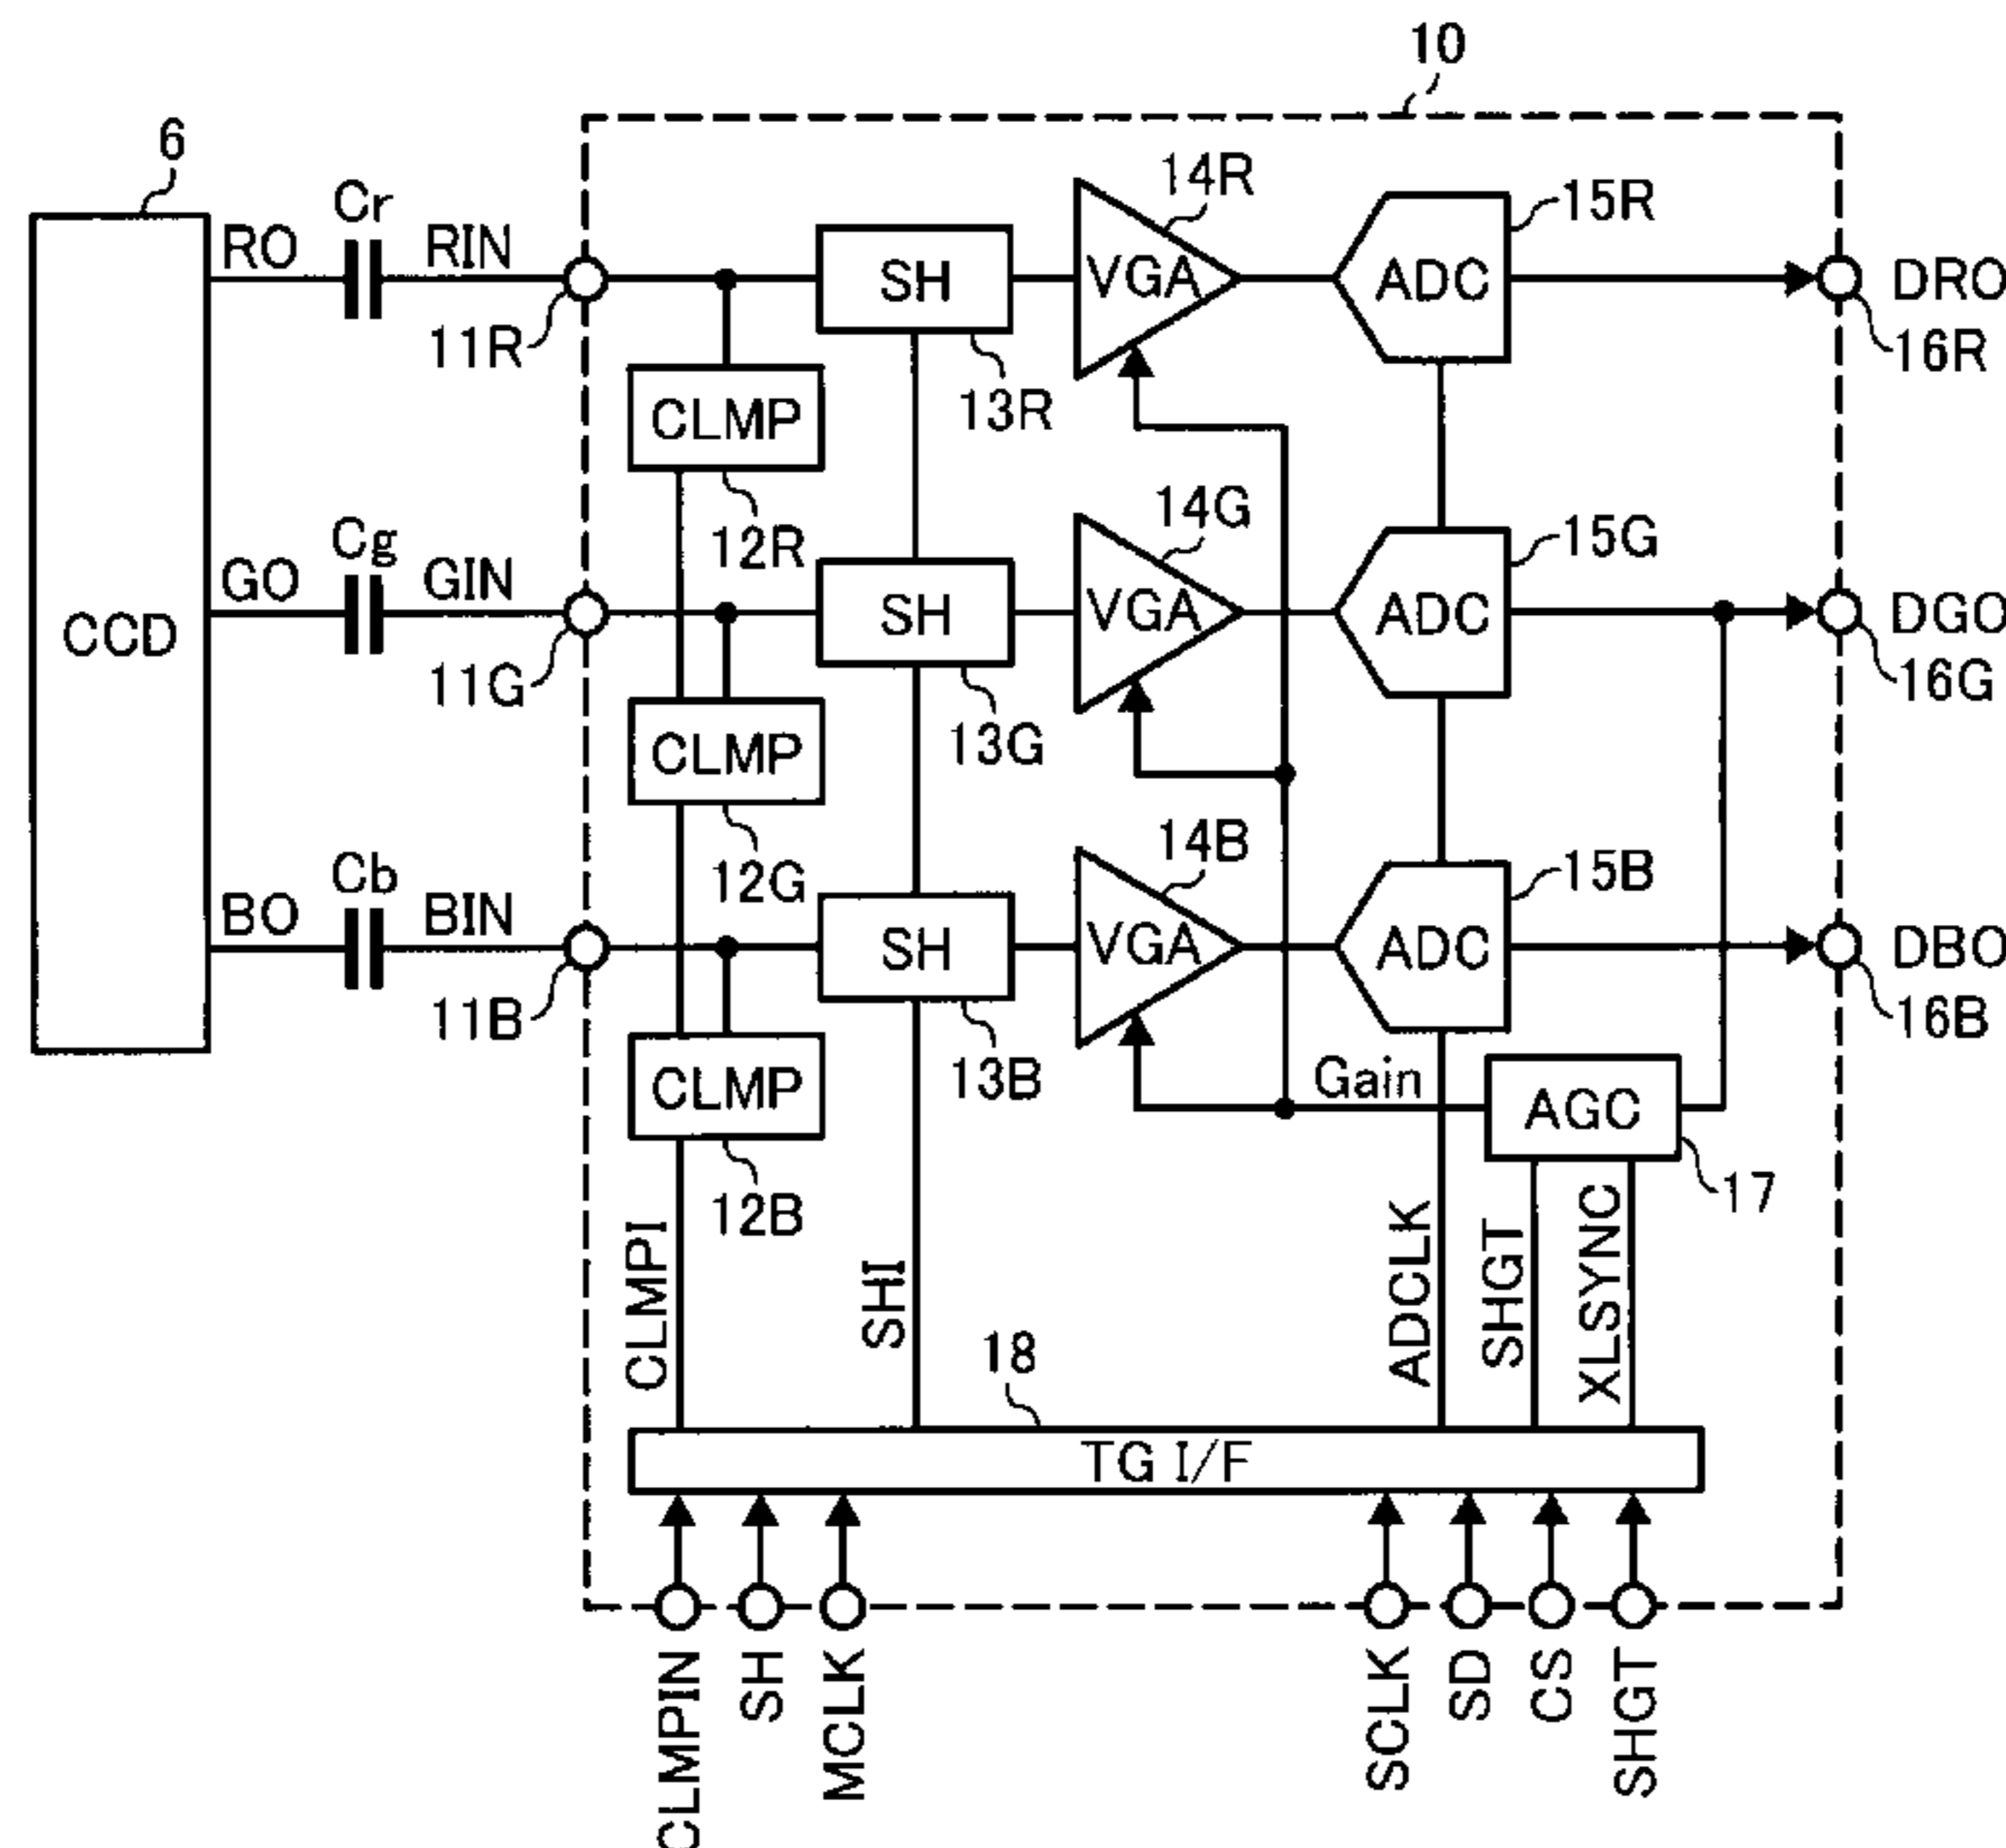 10
6
Cr
RO
RIN
14R
15R
SH
VGA
ADC
DRO
11R
13R
16R
CLMP
12R
14G
15G
Cg
GO
GIN
SH
VGA
ADC
DGO
CCD
11G
13G
16G
CLMP
12G
14B
15B
Cb
BO
BIN
SH
VGA
ADC
DBO
11B
13B
16B
CLMP
Gain
AGC
12B
17
CLMPI
SHI
ADCLK
SHGT
XLSYNC
18
TG I/F
CLMPIN
SH
MCLK
SCLK
SD
CS
SHGT